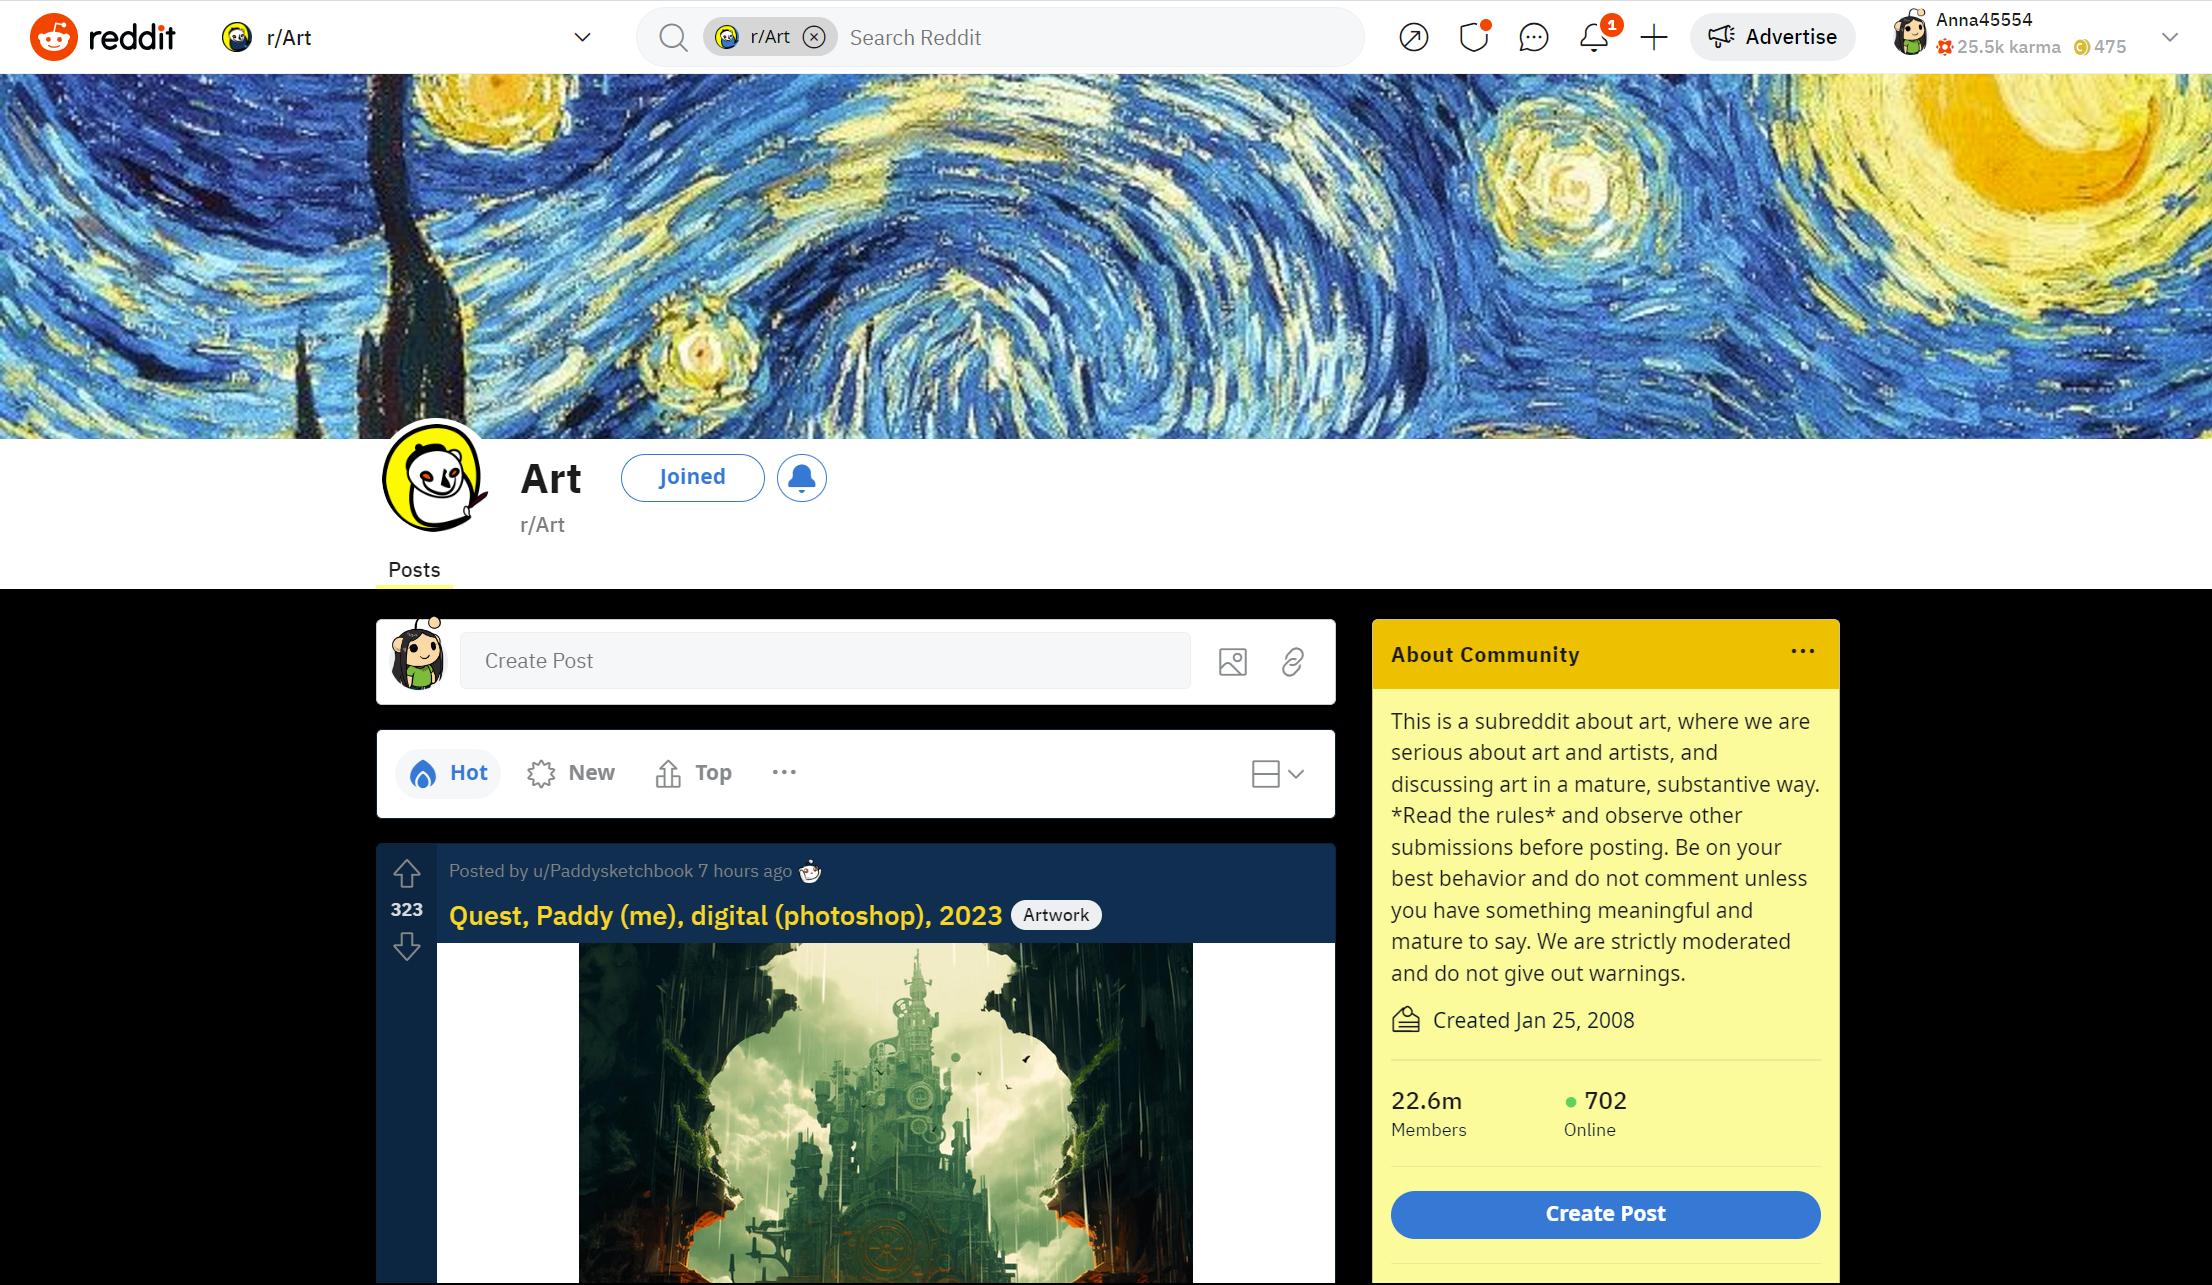 reddit
r/Art
r/Art
Search Reddit
1
Advertise
Anna45554
25.5k karma
475
Art
Joined
r/Art
Posts
Create Post
Hot
New
Top
323
Posted by u/Paddysketchbook 7 hours ago
Quest, Paddy (me), digital (photoshop), 2023
Artwork
About Community
This is a subreddit about art, where we are
serious about art and artists, and
discussing art in a mature, substantive way.
*Read the rules* and observe other
submissions before posting. Be on your
best behavior and do not comment unless
you have something meaningful and
mature to say. We are strictly moderated
and do not give out warnings.
Created Jan 25, 2008
22.6m
Members
702
Online
Create Post